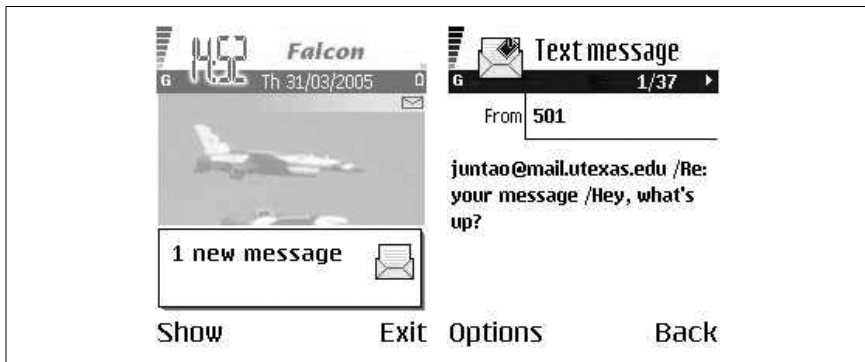 14:52
Falcon
G
Th 31/03/2005
1 new message
Show
Exit
Text message
G
1/37
From
501
juntao@mail.utexas.edu /Re:
your message /Hey, what's
up?
Options
Back